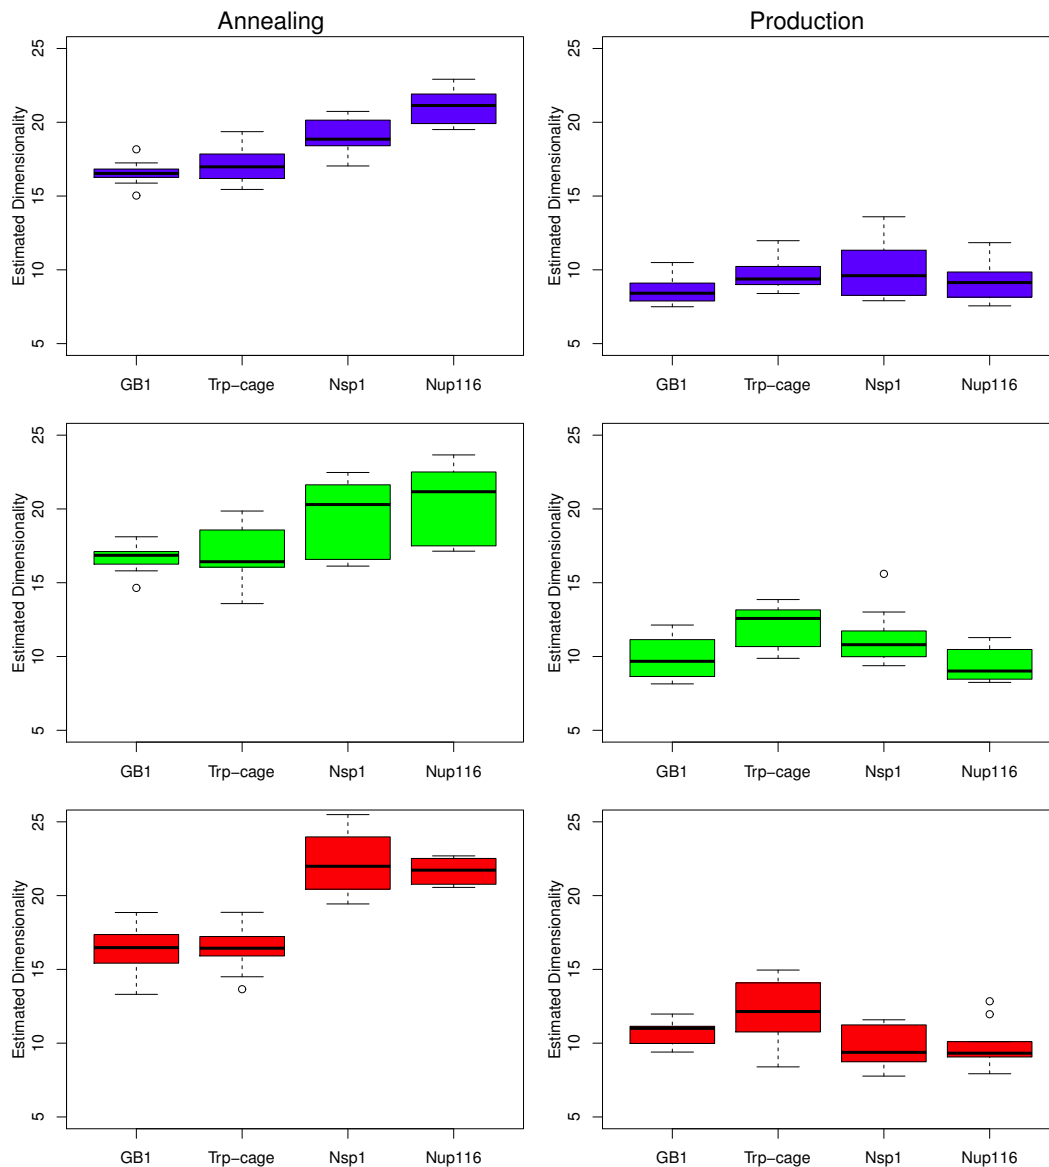 Annealing
Production
Estimated Dimensionality
25
20
15
10
5
GB1 Trp-cage Nsp1 Nup116
Estimated Dimensionality
25
20
15
10
5
GB1 Trp-cage Nsp1 Nup116
Estimated Dimensionality
25
20
15
10
5
GB1 Trp-cage Nsp1 Nup116
Estimated Dimensionality
25
20
15
10
5
GB1 Trp-cage Nsp1 Nup116
Estimated Dimensionality
25
20
15
10
5
GB1 Trp-cage Nsp1 Nup116
Estimated Dimensionality
25
20
15
10
5
GB1 Trp-cage Nsp1 Nup116